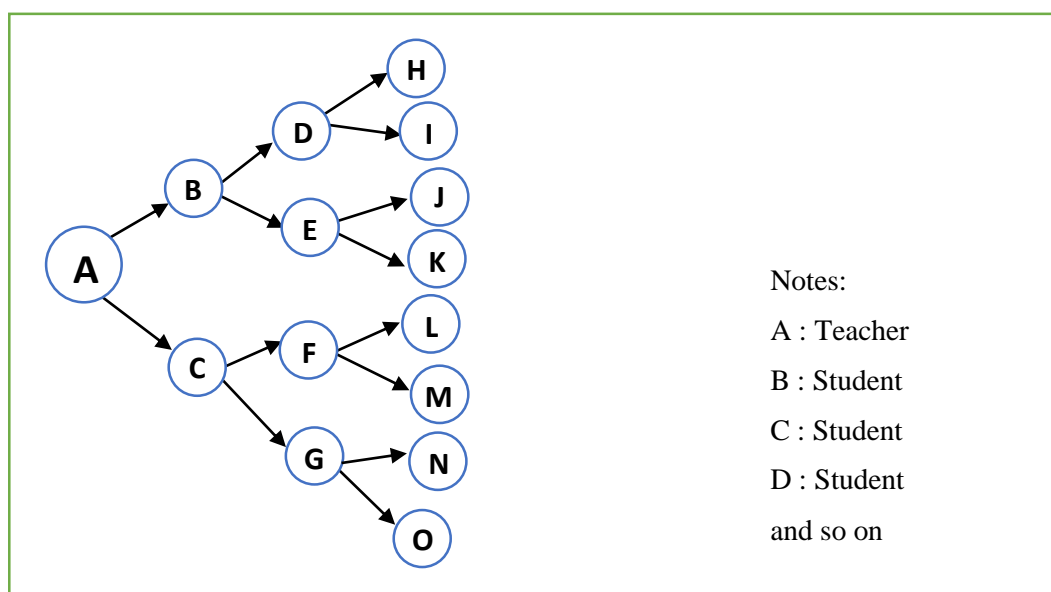 H
D
I
B
J
E
K
A
L
F
C
M
G
N
O
Notes:
A : Teacher
B : Student
C : Student
D : Student
and so on